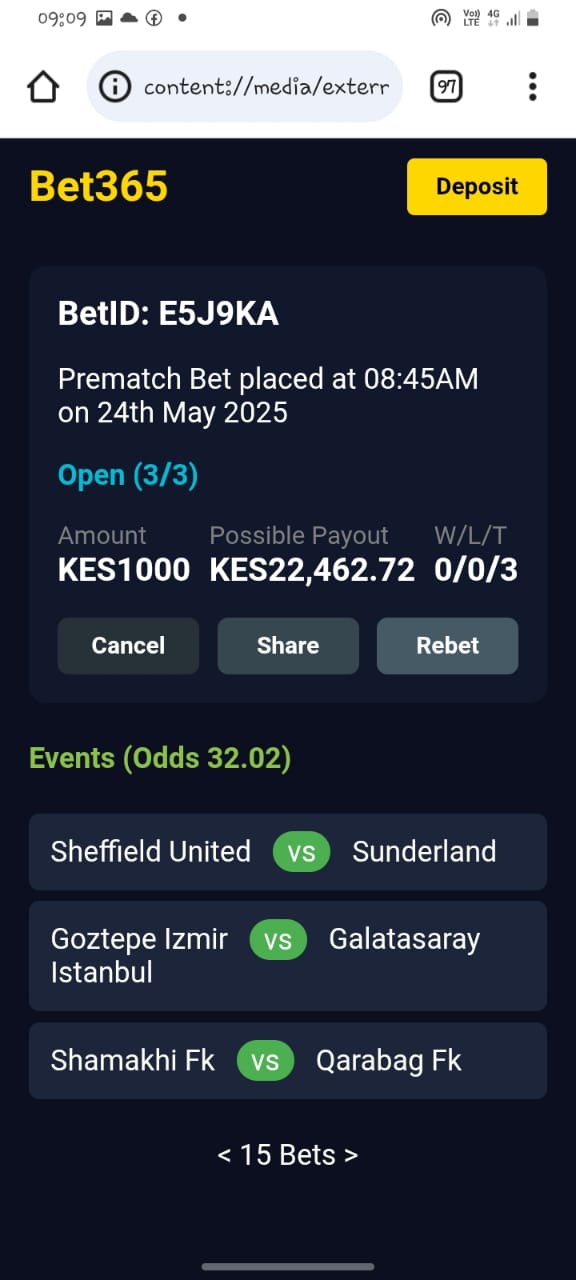 09:09
Vo)) LTE 4G
content://media/exterr
97
Bet365
Deposit
BetID: E5J9KA
Prematch Bet placed at 08:45AM
on 24th May 2025
Open (3/3)
Amount Possible Payout W/L/T
KES1000 KES22,462.72 0/0/3
Cancel Share Rebet
Events (Odds 32.02)
Sheffield United vs Sunderland
Goztepe Izmir vs Galatasaray
Istanbul
Shamakhi Fk vs Qarabag Fk
< 15 Bets >